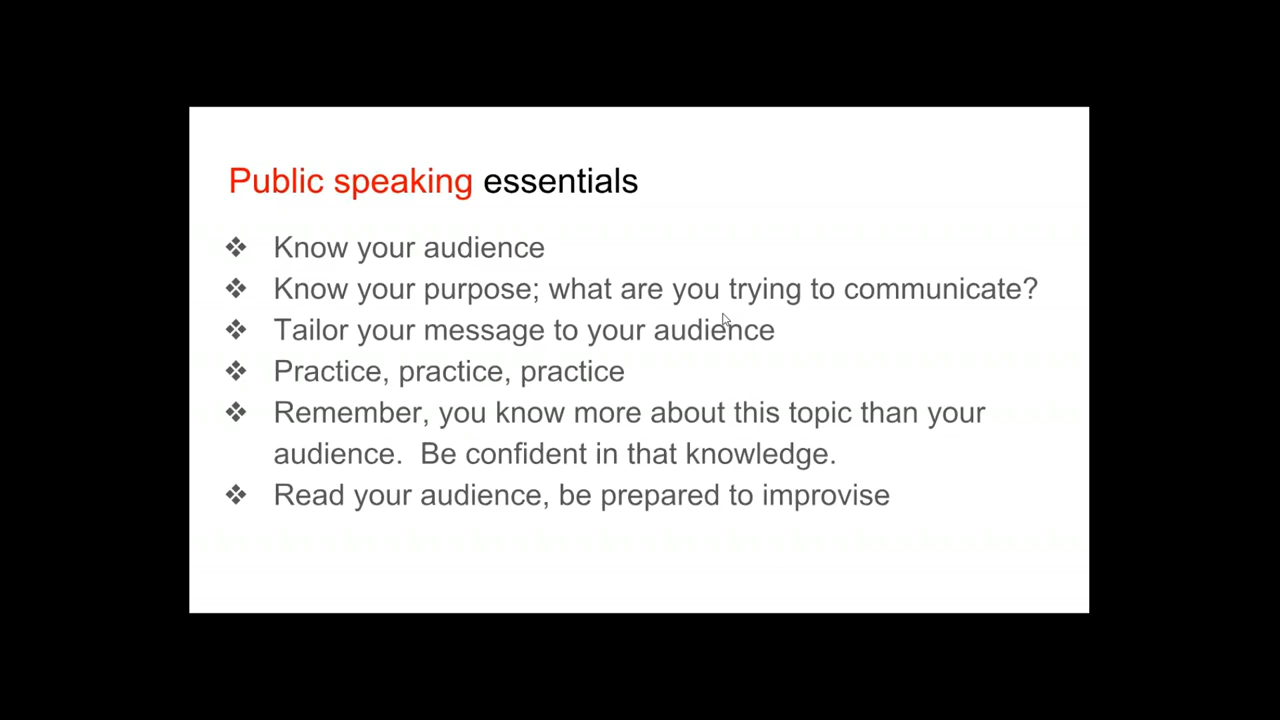 Public speaking essentials
❖ Know your audience
❖ Know your purpose; what are you trying to communicate?
❖ Tailor your message to your audience
❖ Practice, practice, practice
❖ Remember, you know more about this topic than your
audience.  Be confident in that knowledge.
❖ Read your audience, be prepared to improvise